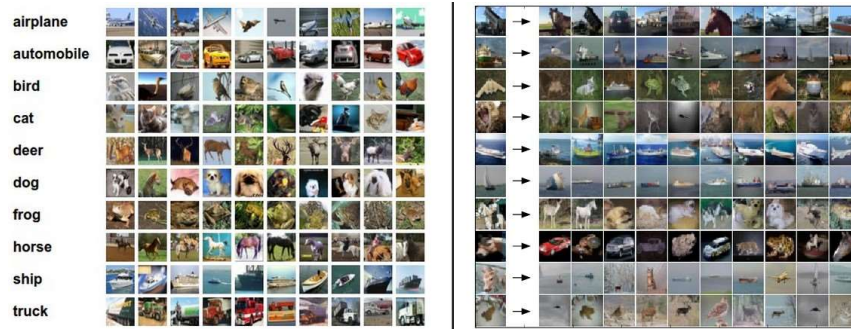 airplane
automobile
bird
cat
deer
dog
frog
horse
ship
truck